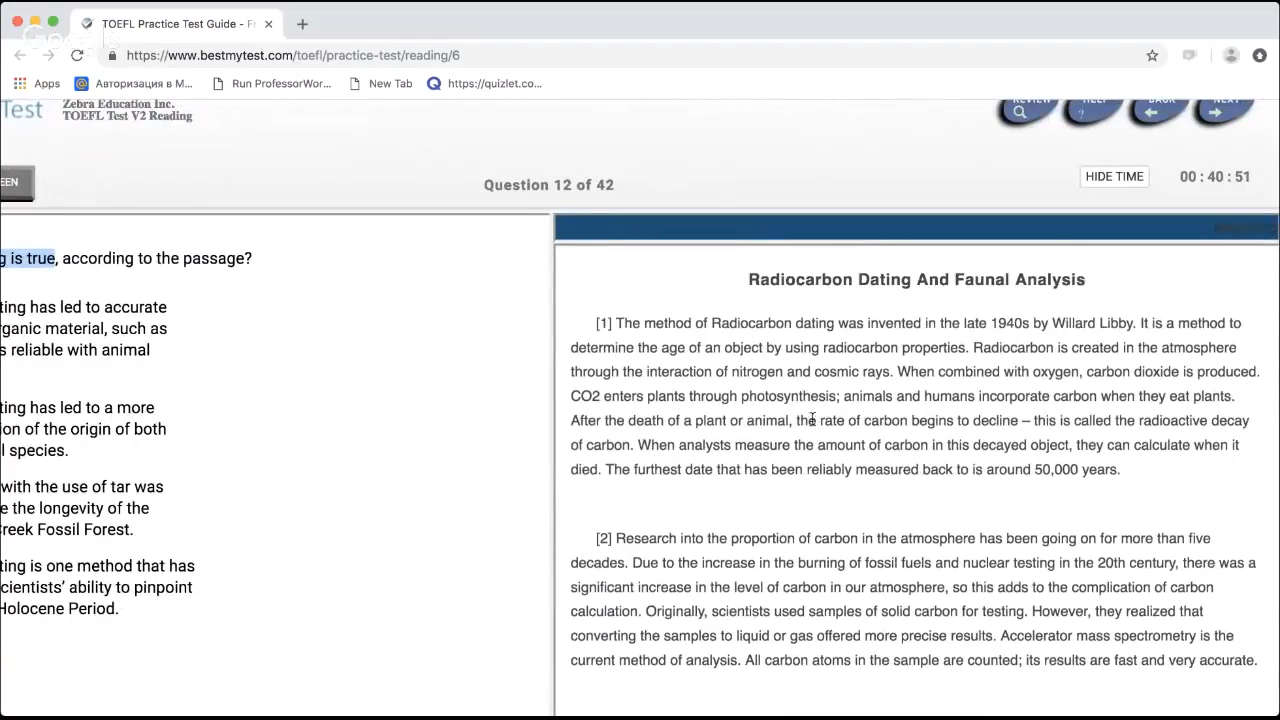 TOEFL Practice Test Guide - Fr
https://www.bestmytest.com/toefl/practice-test/reading/6
Apps Авторизация в М... Run ProfessorWor... New Tab https://quizlet.co...
Test Zebra Education Inc.
TOEFL Test V2 Reading
REVIEW HELP BACK NEXT
EEN
Question 12 of 42
HIDE TIME 00 : 40 : 51
g is true, according to the passage?
ting has led to accurate
rganic material, such as
s reliable with animal
ting has led to a more
ion of the origin of both
l species.
with the use of tar was
e the longevity of the
Creek Fossil Forest.
ting is one method that has
cientists' ability to pinpoint
Holocene Period.
Radiocarbon Dating And Faunal Analysis
[1] The method of Radiocarbon dating was invented in the late 1940s by Willard Libby. It is a method to
determine the age of an object by using radiocarbon properties. Radiocarbon is created in the atmosphere
through the interaction of nitrogen and cosmic rays. When combined with oxygen, carbon dioxide is produced.
CO2 enters plants through photosynthesis; animals and humans incorporate carbon when they eat plants.
After the death of a plant or animal, the rate of carbon begins to decline – this is called the radioactive decay
of carbon. When analysts measure the amount of carbon in this decayed object, they can calculate when it
died. The furthest date that has been reliably measured back to is around 50,000 years.
[2] Research into the proportion of carbon in the atmosphere has been going on for more than five
decades. Due to the increase in the burning of fossil fuels and nuclear testing in the 20th century, there was a
significant increase in the level of carbon in our atmosphere, so this adds to the complication of carbon
calculation. Originally, scientists used samples of solid carbon for testing. However, they realized that
converting the samples to liquid or gas offered more precise results. Accelerator mass spectrometry is the
current method of analysis. All carbon atoms in the sample are counted; its results are fast and very accurate.